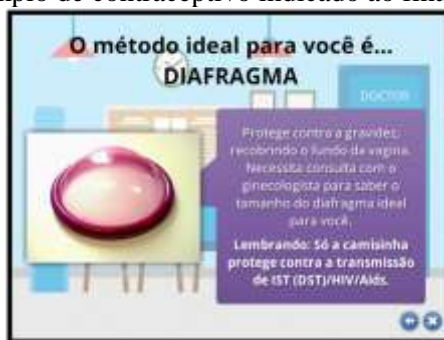 O método ideal para você é...
DIAFRAGMA
DOCTOR
Protege contra a gravidez,
recobrindo o fundo da vagina.
Necessita consulta com o
ginecologista para saber o
tamanho do diafragma ideal
para você.
Lembrando: Só a camisinha
protege contra a transmissão
de IST (DST)/HIV/Aids.